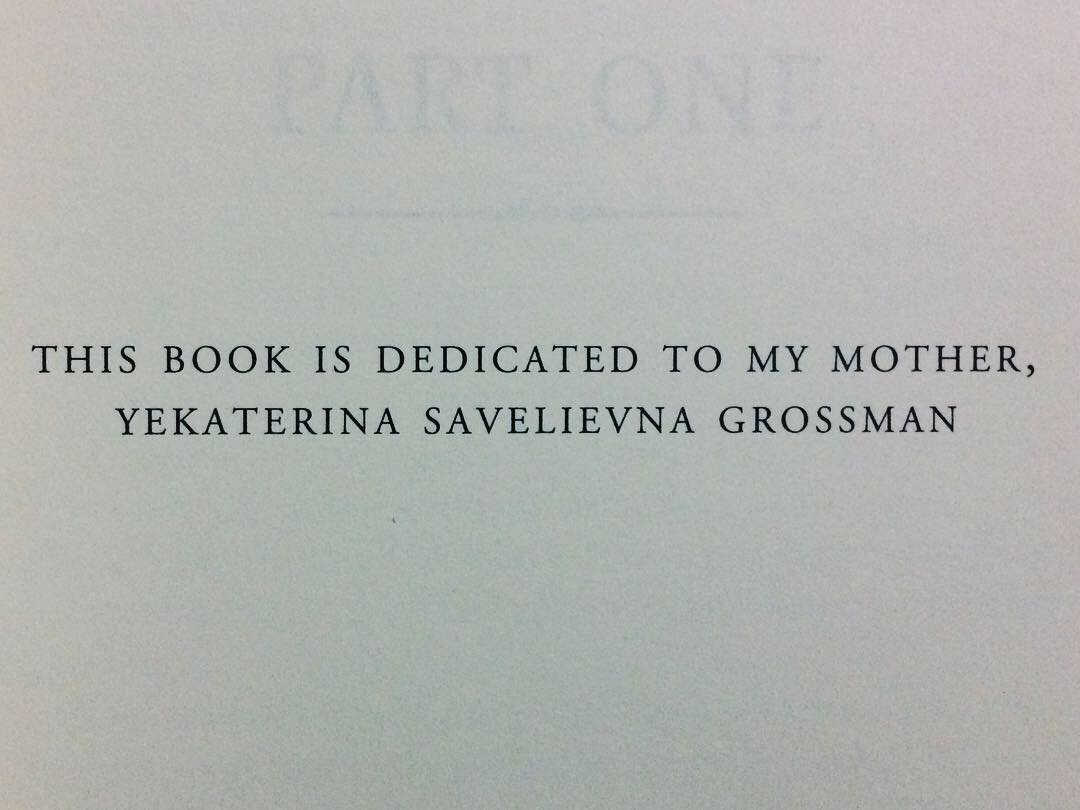 PART ONE
THIS BOOK IS DEDICATED TO MY MOTHER,
YEKATERINA SAVELIEVNA GROSSMAN